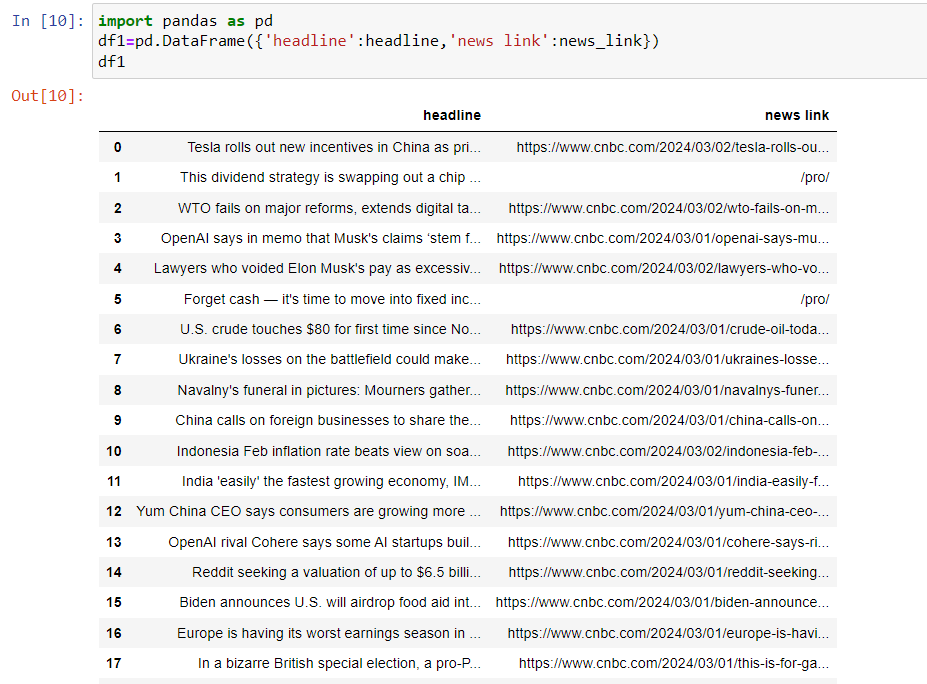 In [10]: import pandas as pd
df1=pd.DataFrame({'headline':headline,'news link':news_link})
df1
Out[10]:
headline news link
0 Tesla rolls out new incentives in China as pri... https://www.cnbc.com/2024/03/02/tesla-rolls-ou...
1 This dividend strategy is swapping out a chip ... /pro/
2 WTO fails on major reforms, extends digital ta... https://www.cnbc.com/2024/03/02/wto-fails-on-m...
3 OpenAI says in memo that Musk's claims ‘stem f... https://www.cnbc.com/2024/03/01/openai-says-mu...
4 Lawyers who voided Elon Musk's pay as excessiv... https://www.cnbc.com/2024/03/02/lawyers-who-vo...
5 Forget cash — it's time to move into fixed inc... /pro/
6 U.S. crude touches $80 for first time since No... https://www.cnbc.com/2024/03/01/crude-oil-toda...
7 Ukraine's losses on the battlefield could make... https://www.cnbc.com/2024/03/01/ukraines-losse...
8 Navalny's funeral in pictures: Mourners gather... https://www.cnbc.com/2024/03/01/navalnys-funer...
9 China calls on foreign businesses to share the... https://www.cnbc.com/2024/03/01/china-calls-on...
10 Indonesia Feb inflation rate beats view on soa... https://www.cnbc.com/2024/03/02/indonesia-feb-...
11 India 'easily' the fastest growing economy, IM... https://www.cnbc.com/2024/03/01/india-easily-f...
12 Yum China CEO says consumers are growing more ... https://www.cnbc.com/2024/03/01/yum-china-ceo-...
13 OpenAI rival Cohere says some AI startups buil... https://www.cnbc.com/2024/03/01/cohere-says-ri...
14 Reddit seeking a valuation of up to $6.5 billi... https://www.cnbc.com/2024/03/01/reddit-seeking...
15 Biden announces U.S. will airdrop food aid int... https://www.cnbc.com/2024/03/01/biden-announce...
16 Europe is having its worst earnings season in ... https://www.cnbc.com/2024/03/01/europe-is-havi...
17 In a bizarre British special election, a pro-P... https://www.cnbc.com/2024/03/01/this-is-for-ga...